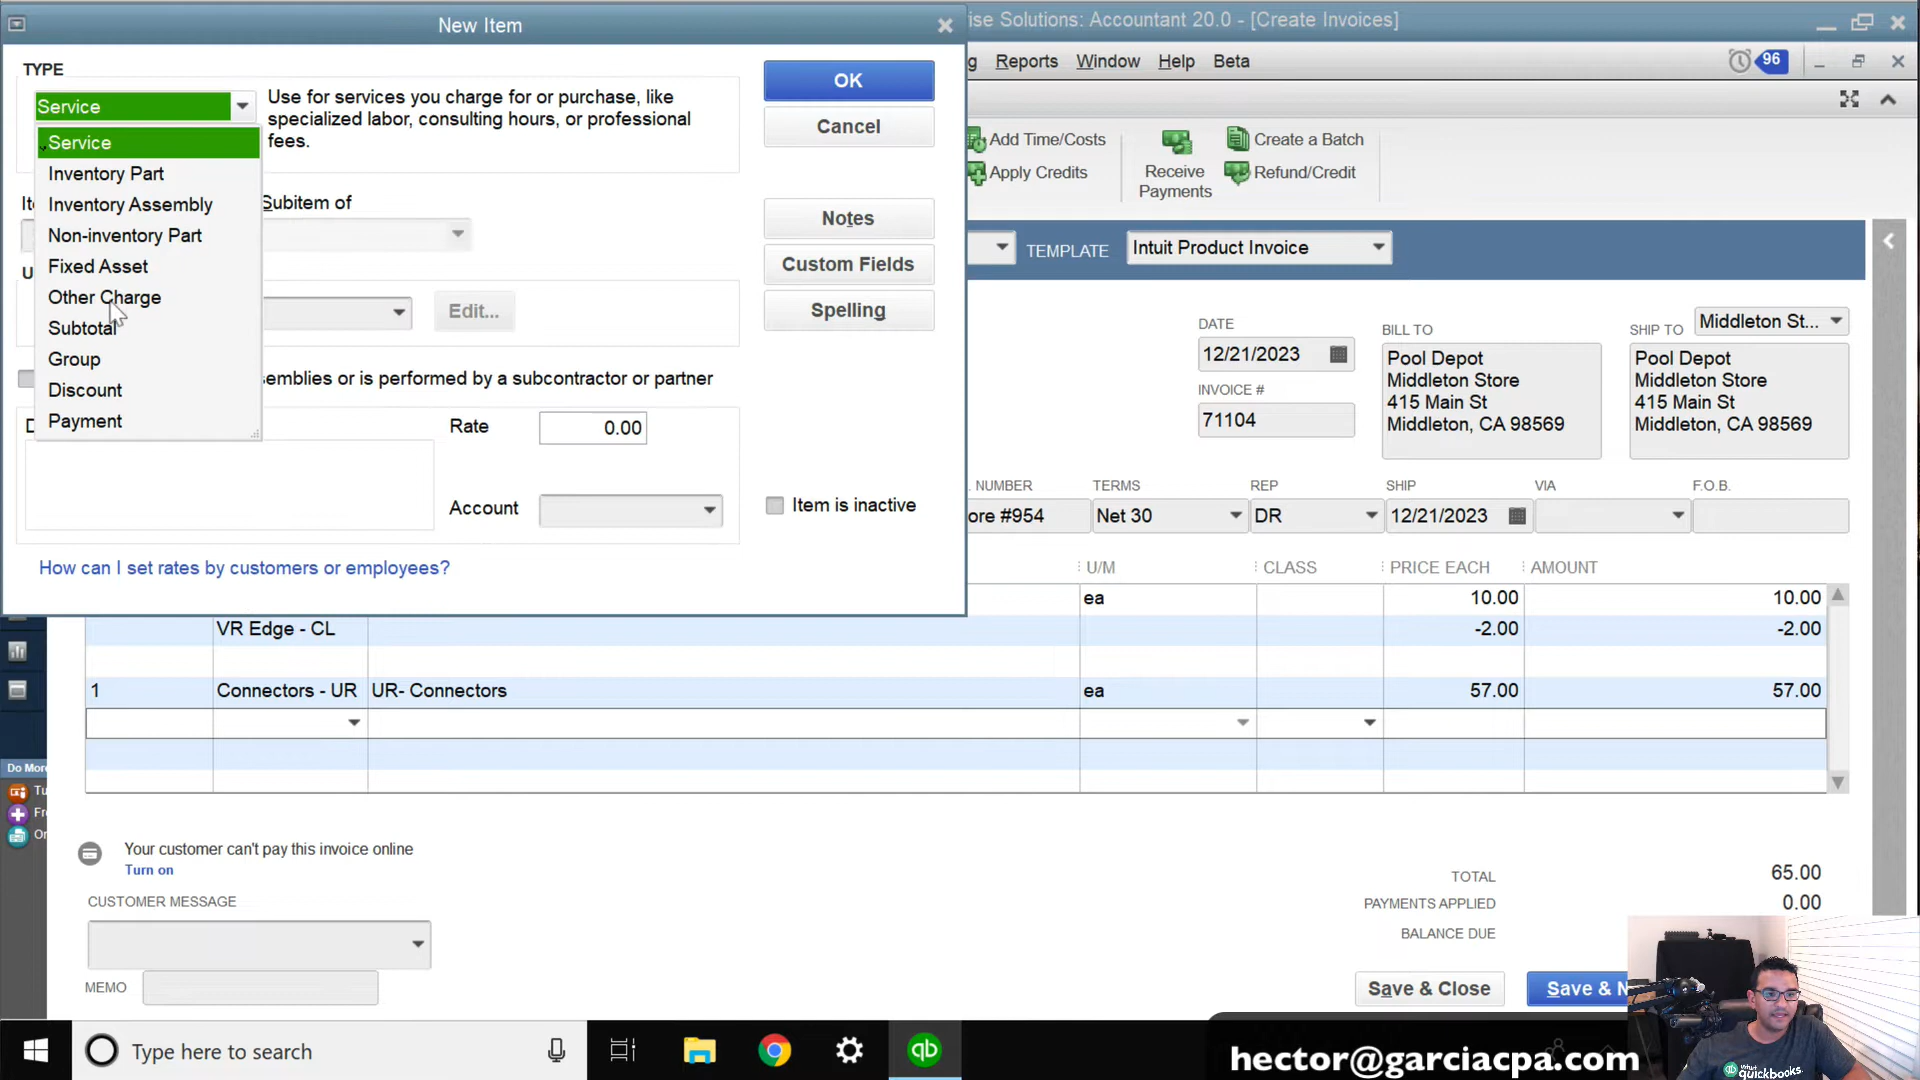 New Item
rise Solutions: Accountant 20.0 - [Create Invoices]
g Reports Window Help Beta
96
TYPE
Service
Use for services you charge for or purchase, like
specialized labor, consulting hours, or professional
fees.
OK
Cancel
Service
Inventory Part
Inventory Assembly
Non-inventory Part
Fixed Asset
Other Charge
Subtotal
Group
Discount
Payment
Subitem of
Edit...
emblies or is performed by a subcontractor or partner
Rate
0.00
Account
Notes
Custom Fields
Spelling
Item is inactive
How can I set rates by customers or employees?
Add Time/Costs
Apply Credits
Receive
Payments
Create a Batch
Refund/Credit
TEMPLATE
Intuit Product Invoice
DATE
12/21/2023
INVOICE #
71104
BILL TO
Pool Depot
Middleton Store
415 Main St
Middleton, CA 98569
SHIP TO
Middleton St...
Pool Depot
Middleton Store
415 Main St
Middleton, CA 98569
NUMBER TERMS REP SHIP VIA F.O.B.
ore #954 Net 30 DR 12/21/2023
U/M CLASS PRICE EACH AMOUNT
ea 10.00 10.00
VR Edge - CL -2.00 -2.00
1 Connectors - UR UR- Connectors ea 57.00 57.00
Do More
Tu
Fre
Or
Your customer can't pay this invoice online
Turn on
CUSTOMER MESSAGE
MEMO
TOTAL 65.00
PAYMENTS APPLIED 0.00
BALANCE DUE
Save & Close
Save & N
Type here to search
qb
hector@garciacpa.com
quickbooks